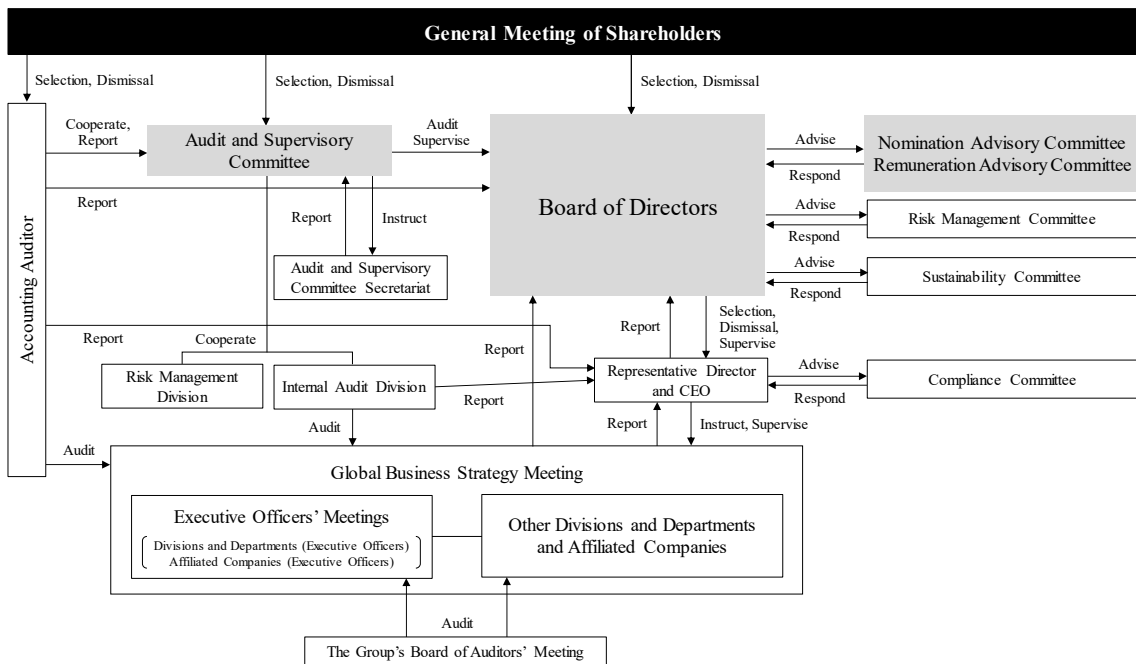 General Meeting of Shareholders
Selection, Dismissal
Selection, Dismissal
Selection, Dismissal
Accounting Auditor
Cooperate,
Report
Audit and Supervisory
Committee
Audit
Supervise
Board of Directors
Advise
Respond
Nomination Advisory Committee
Remuneration Advisory Committee
Report
Report
Instruct
Advise
Respond
Risk Management Committee
Audit and Supervisory
Committee Secretariat
Advise
Respond
Sustainability Committee
Report
Cooperate
Report
Report
Selection,
Dismissal,
Supervise
Risk Management
Division
Internal Audit Division
Report
Representative Director
and CEO
Advise
Respond
Compliance Committee
Audit
Audit
Report
Instruct, Supervise
Global Business Strategy Meeting
Executive Officers’ Meetings
Divisions and Departments (Executive Officers)
Affiliated Companies (Executive Officers)
Other Divisions and Departments
and Affiliated Companies
Audit
The Group’s Board of Auditors’ Meeting